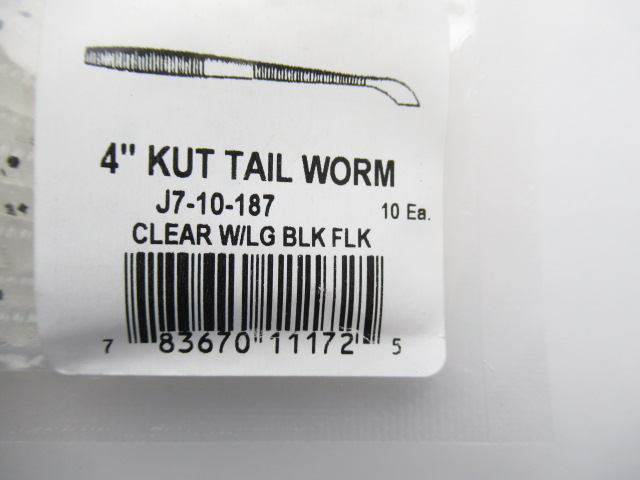 4" KUT TAIL WORM
J7-10-187 10 Ea.
CLEAR W/LG BLK FLK
7 83670 11172 5